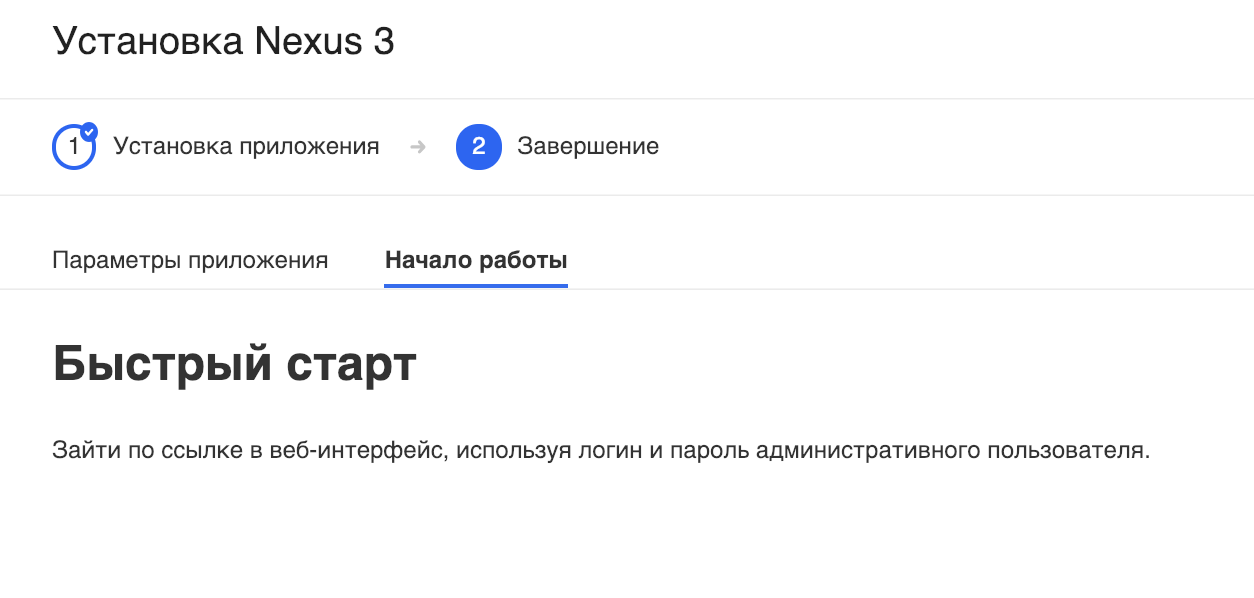 Установка Nexus 3
1 Установка приложения → 2 Завершение
Параметры приложения Начало работы
Быстрый старт
Зайти по ссылке в веб-интерфейс, используя логин и пароль административного пользователя.